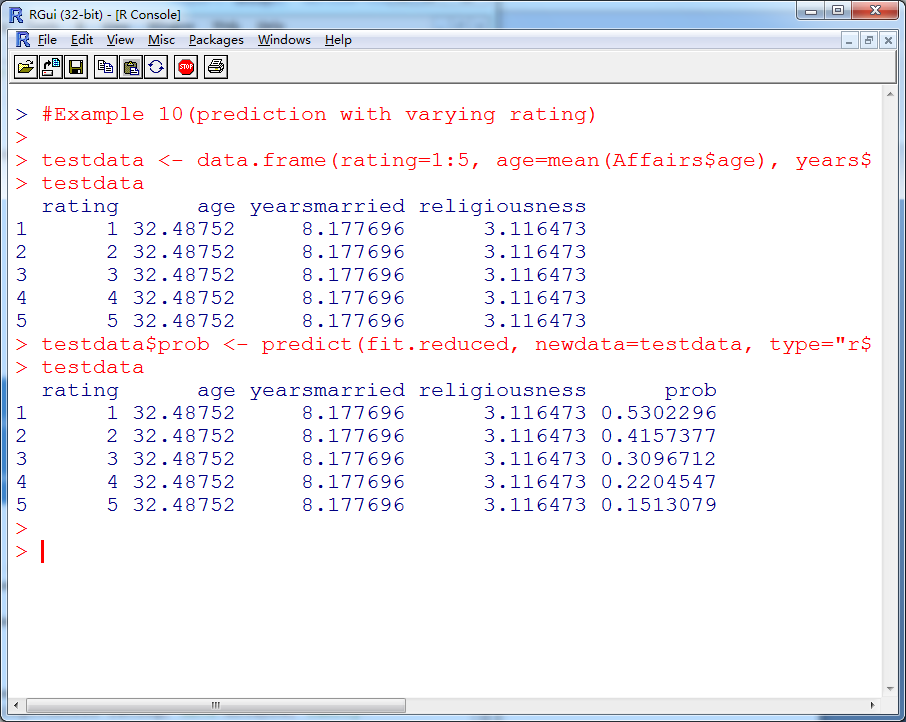 RGui (32-bit) - [R Console]
File Edit View Misc Packages Windows Help
STOP
> #Example 10(prediction with varying rating)
>
> testdata <- data.frame(rating=1:5, age=mean(Affairs$age), years$
> testdata
  rating      age yearsmarried religiousness
1      1 32.48752     8.177696      3.116473
2      2 32.48752     8.177696      3.116473
3      3 32.48752     8.177696      3.116473
4      4 32.48752     8.177696      3.116473
5      5 32.48752     8.177696      3.116473
> testdata$prob <- predict(fit.reduced, newdata=testdata, type="r$
> testdata
  rating      age yearsmarried religiousness      prob
1      1 32.48752     8.177696      3.116473 0.5302296
2      2 32.48752     8.177696      3.116473 0.4157377
3      3 32.48752     8.177696      3.116473 0.3096712
4      4 32.48752     8.177696      3.116473 0.2204547
5      5 32.48752     8.177696      3.116473 0.1513079
>
>